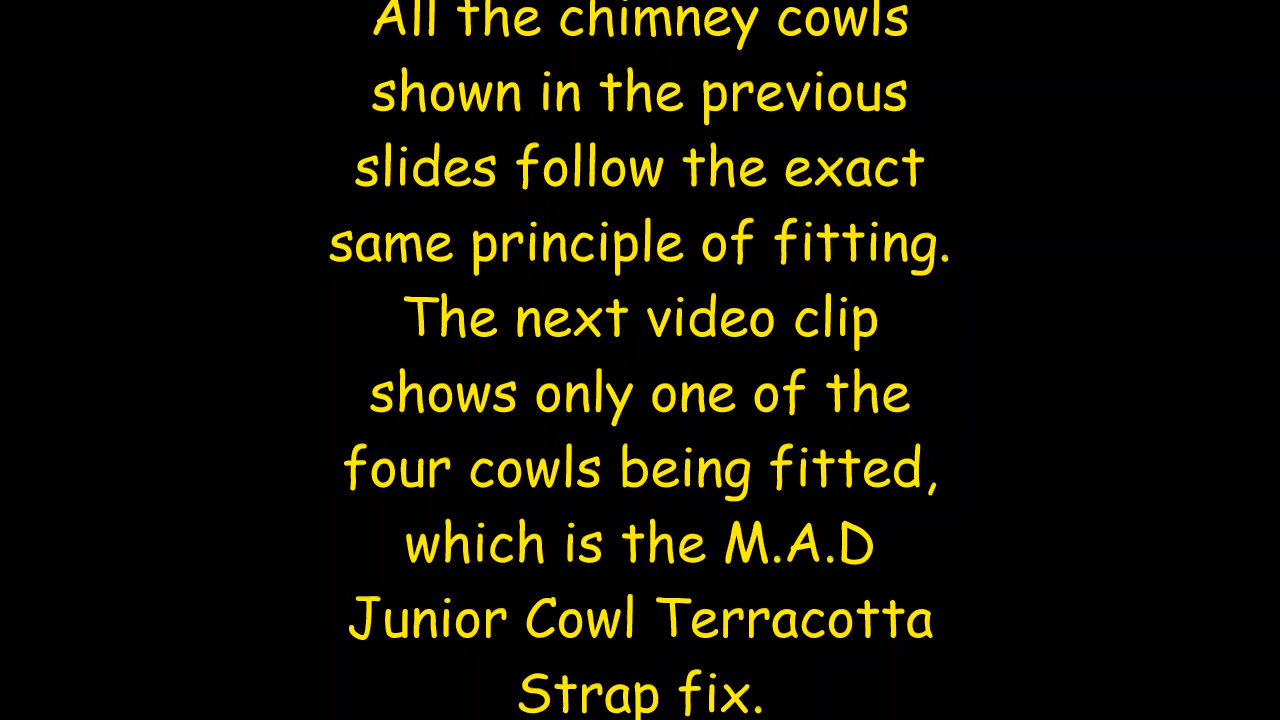 All the chimney cowls
shown in the previous
slides follow the exact
same principle of fitting.
The next video clip
shows only one of the
four cowls being fitted,
which is the M.A.D
Junior Cowl Terracotta
Strap fix.